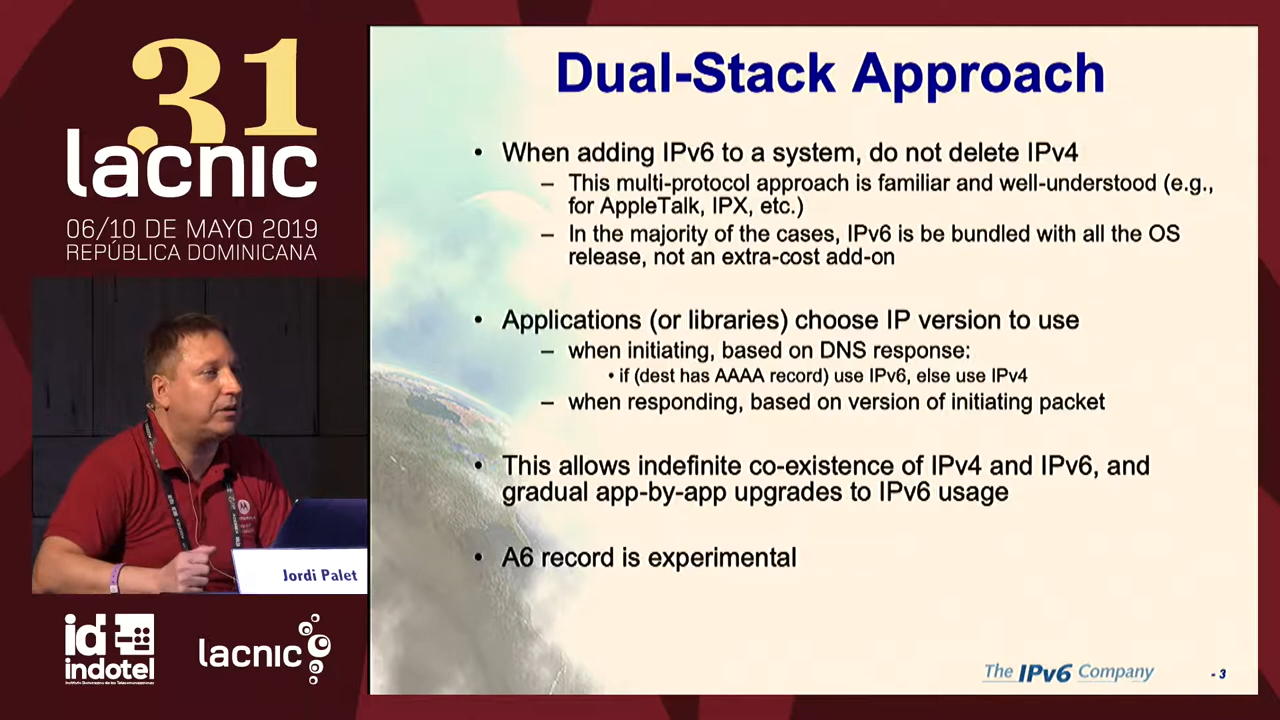 31
lacnic
06/10 DE MAYO 2019
REPÚBLICA DOMINICANA
Jordi Palet
id
indotel
Instituto Dominicano de las Telecomunicaciones
lacnic
Dual-Stack Approach
• When adding IPv6 to a system, do not delete IPv4
– This multi-protocol approach is familiar and well-understood (e.g.,
for AppleTalk, IPX, etc.)
– In the majority of the cases, IPv6 is be bundled with all the OS
release, not an extra-cost add-on
• Applications (or libraries) choose IP version to use
– when initiating, based on DNS response:
• if (dest has AAAA record) use IPv6, else use IPv4
– when responding, based on version of initiating packet
• This allows indefinite co-existence of IPv4 and IPv6, and
gradual app-by-app upgrades to IPv6 usage
• A6 record is experimental
The IPv6 Company
- 3